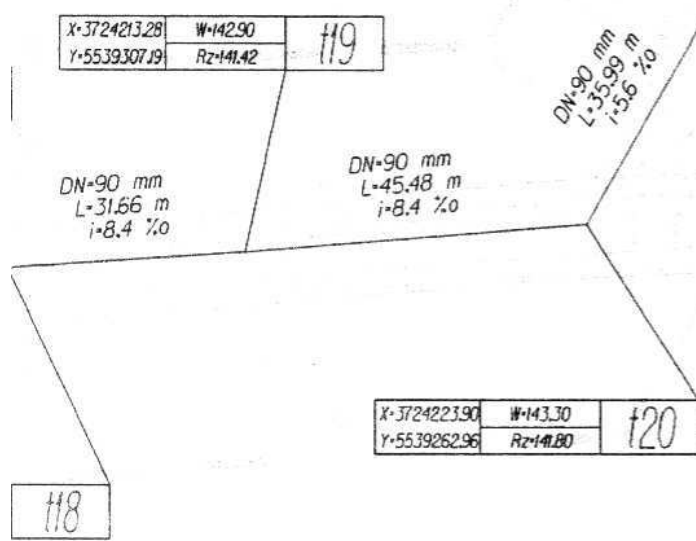 X=3724213.28 W=142.90 t19
Y=5539307.19 Rz=141.42
DN=90 mm
L=35.99 m
i=5.6 %o
DN=90 mm
L=31.66 m
i=8.4 %o
DN=90 mm
L=45.48 m
i=8.4 %o
X=3724223.90 W=143.30 t20
Y=5539262.96 Rz=141.80
t18